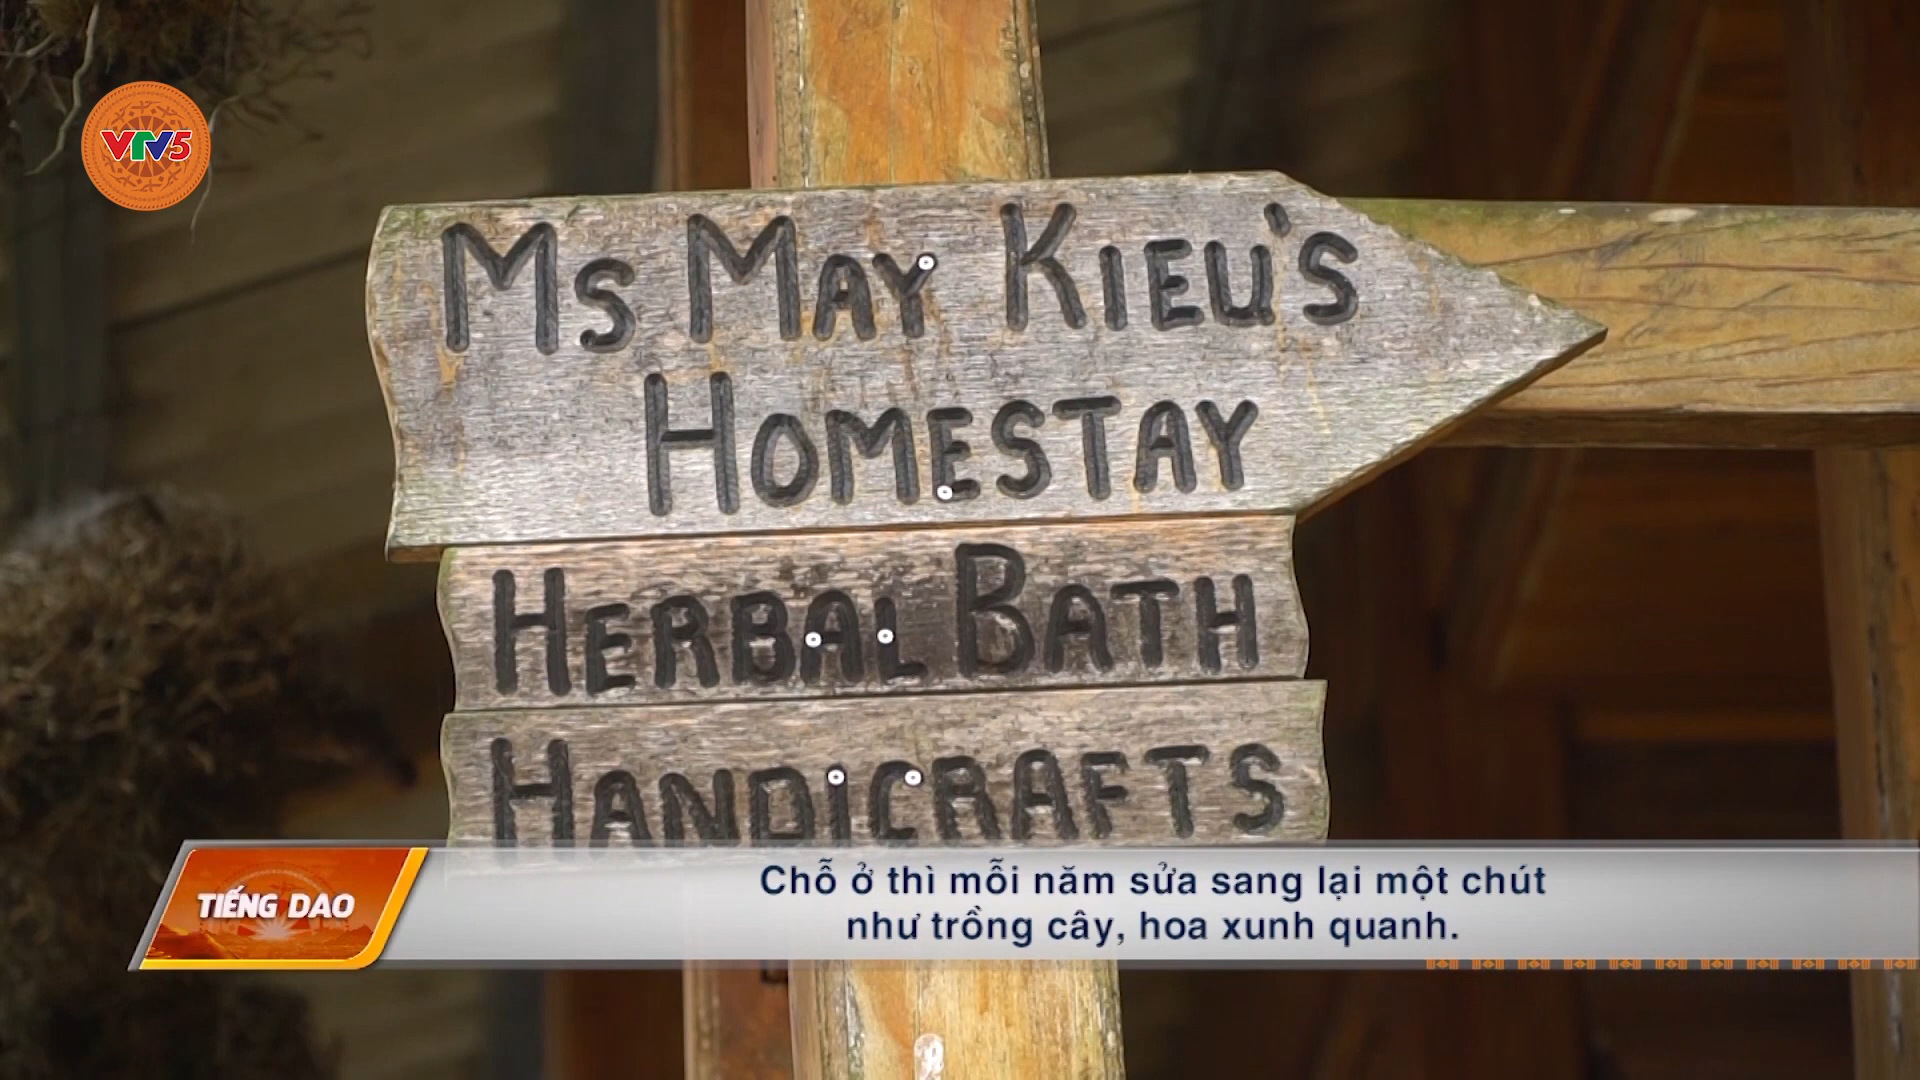 VTV5
MS MAY KIEU'S
HOMESTAY
HERBAL BATH
HANDICRAFTS
TIẾNG DAO
Chỗ ở thì mỗi năm sửa sang lại một chút
như trồng cây, hoa xunh quanh.